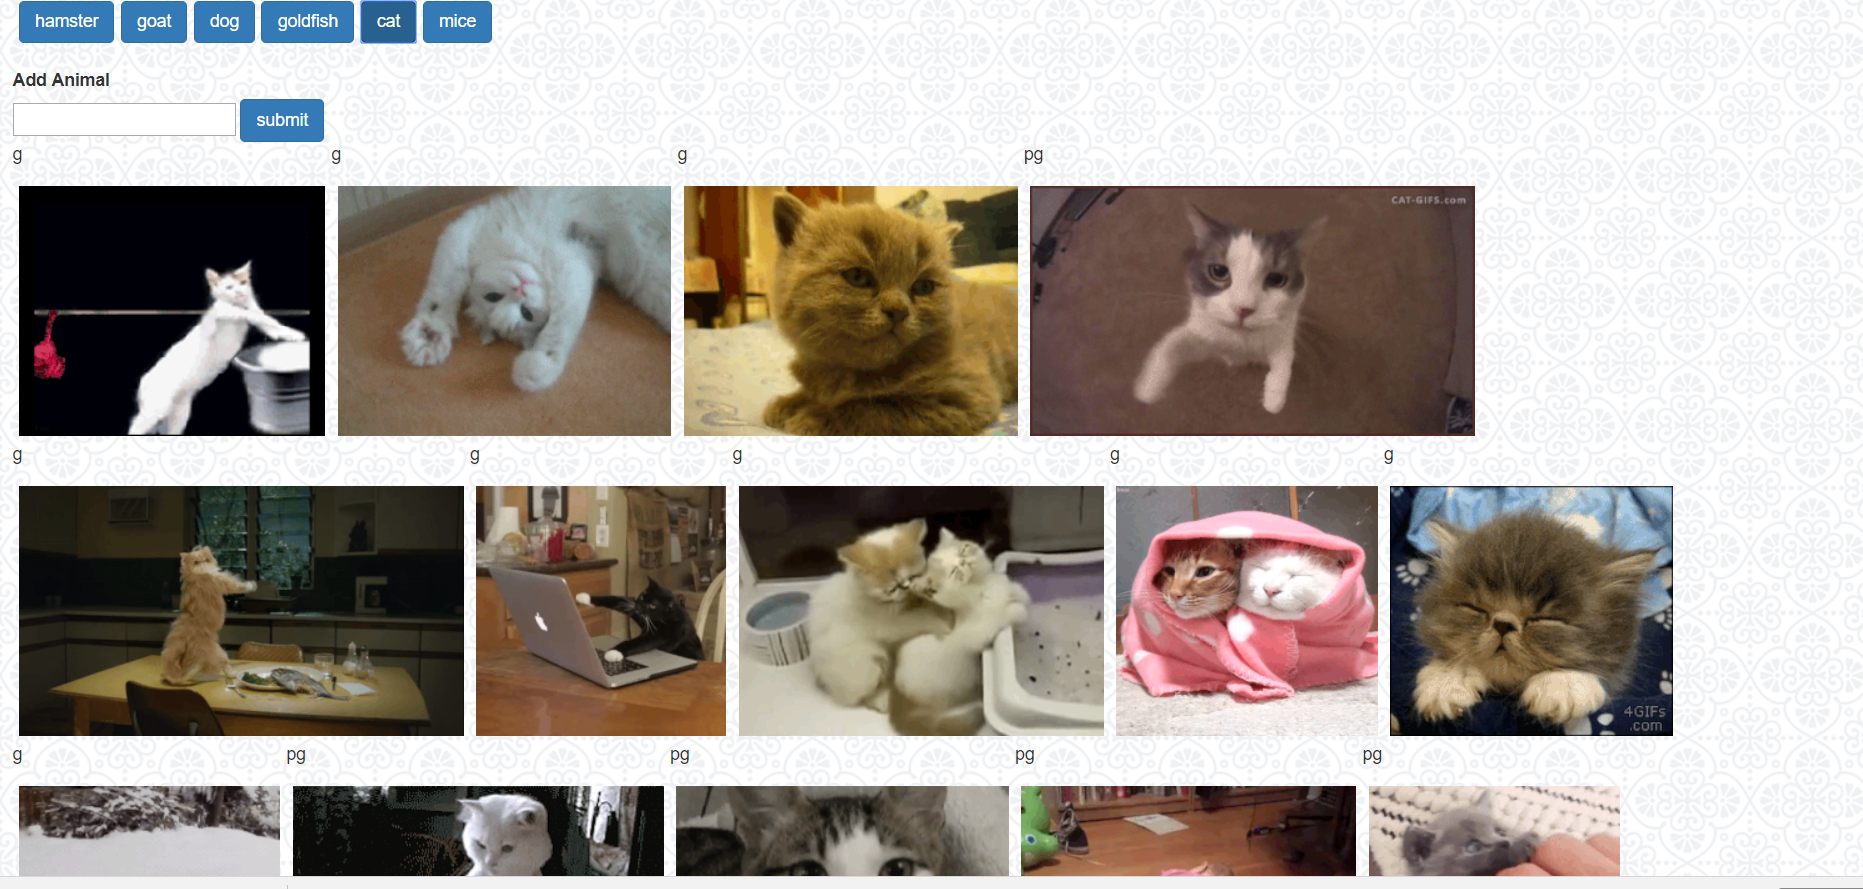 hamster goat dog goldfish cat mice
Add Animal
submit
g g g pg
CAT-GIFS.com
g g g g g
4GIFs
.com
g pg pg pg pg